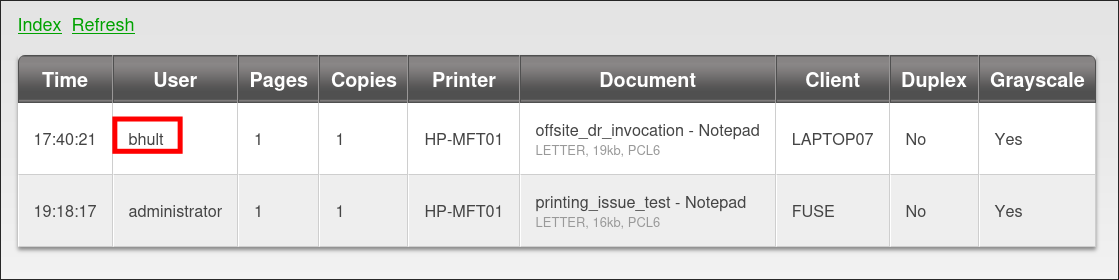 Index Refresh
Time User Pages Copies Printer Document Client Duplex Grayscale
17:40:21 bhult 1 1 HP-MFT01 offsite_dr_invocation - Notepad LAPTOP07 No Yes
LETTER, 19kb, PCL6
19:18:17 administrator 1 1 HP-MFT01 printing_issue_test - Notepad FUSE No Yes
LETTER, 16kb, PCL6